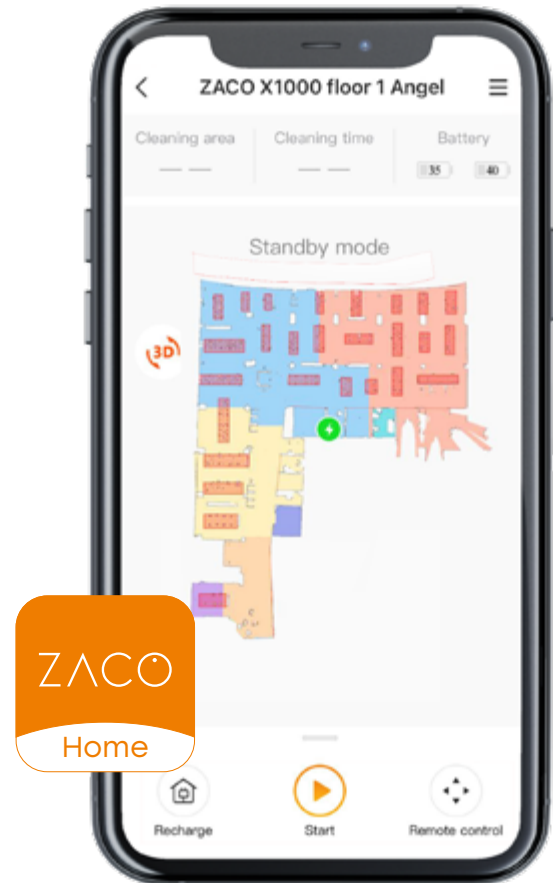 ZACO X1000 floor 1 Angel
Cleaning area
Cleaning time
Battery
— —
— —
35
40
Standby mode
3D
ZACO
Home
Recharge
Start
Remote control